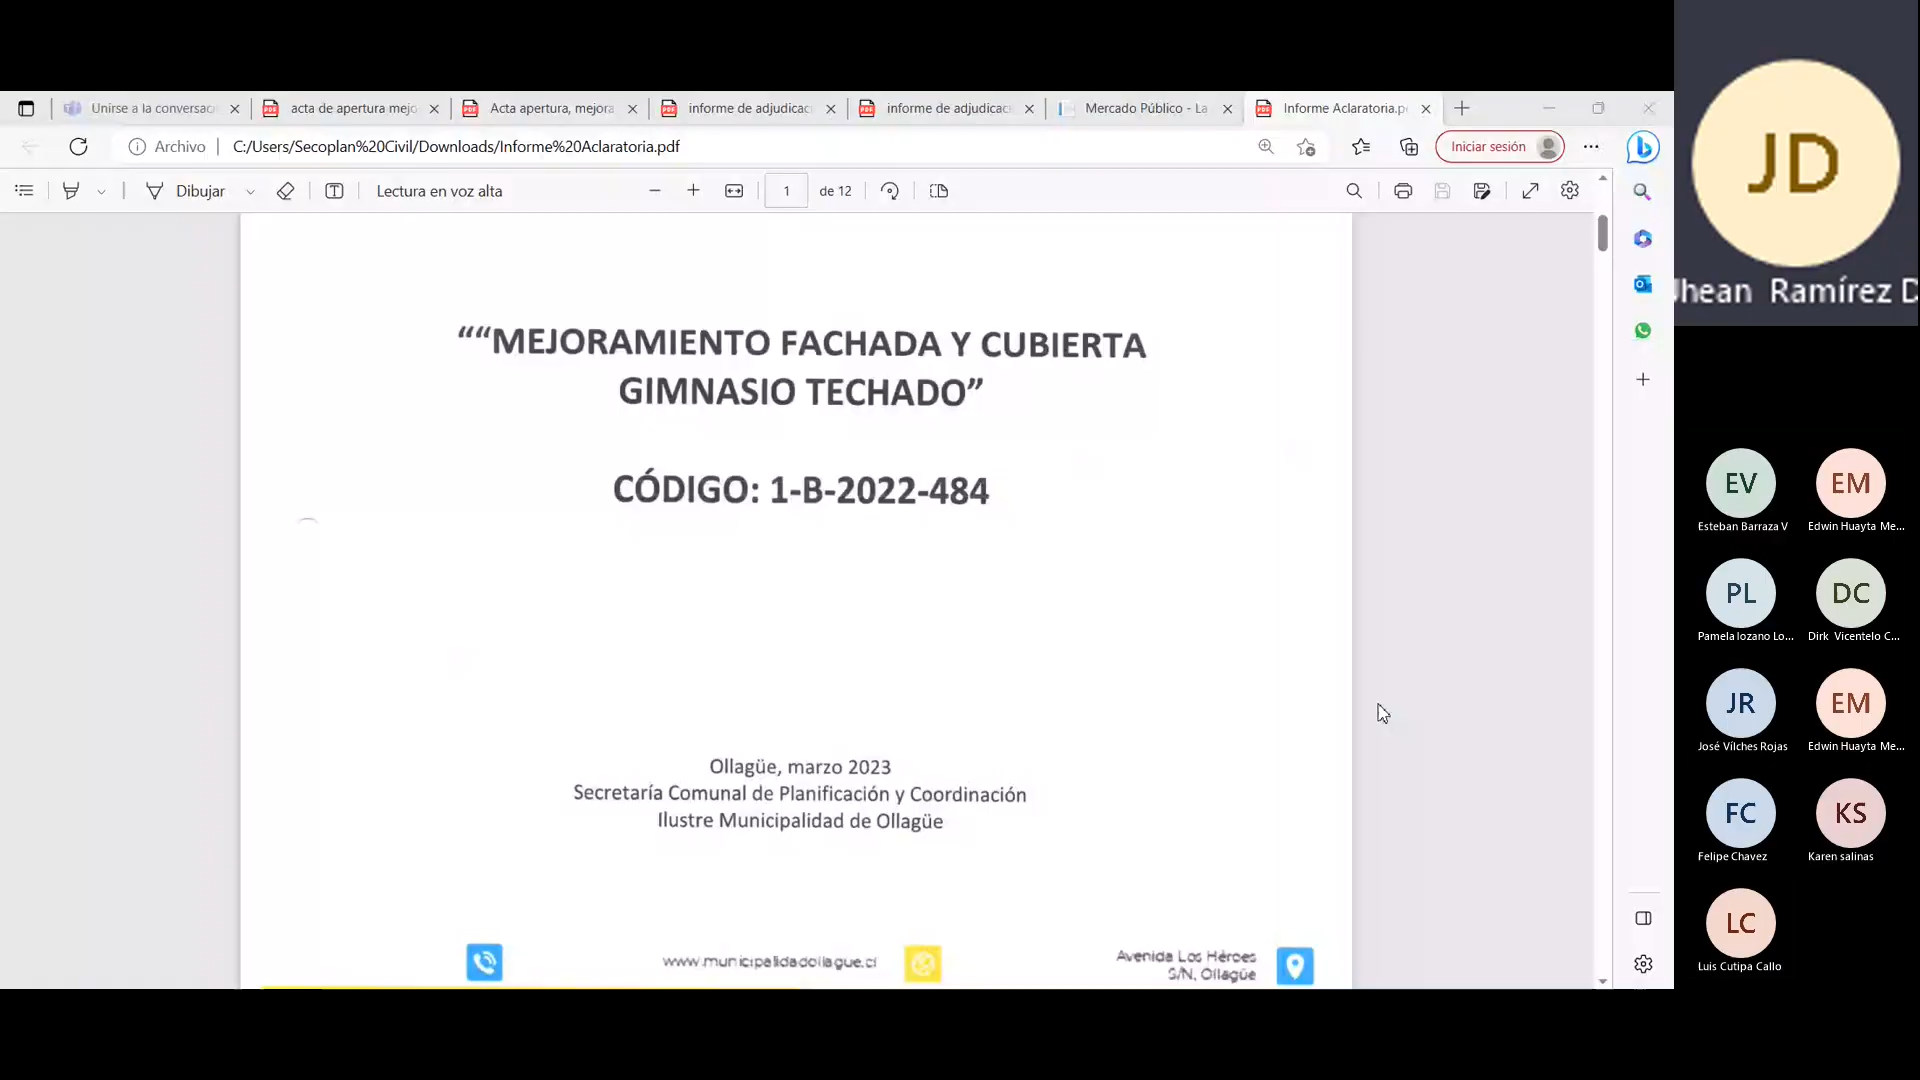 Unirse a la conversac
acta de apertura mejo
Acta apertura, mejora
informe de adjudicac
informe de adjudicac
Mercado Público - La
Informe Aclaratoria.p
Archivo
C:/Users/Secoplan%20Civil/Downloads/Informe%20Aclaratoria.pdf
Iniciar sesión
Dibujar
Lectura en voz alta
1
de 12
““MEJORAMIENTO FACHADA Y CUBIERTA
GIMNASIO TECHADO”
CÓDIGO: 1-B-2022-484
Ollagüe, marzo 2023
Secretaría Comunal de Planificación y Coordinación
Ilustre Municipalidad de Ollagüe
www.municipalidadollague.cl
Avenida Los Héroes
S/N, Ollagüe
JD
Jhean Ramírez D
EV
EM
Esteban Barraza V
Edwin Huayta Me...
PL
DC
Pamela lozano Lo...
Dirk Vicentelo C...
JR
EM
José Vilches Rojas
Edwin Huayta Me...
FC
KS
Felipe Chavez
Karen salinas
LC
Luis Cutipa Callo